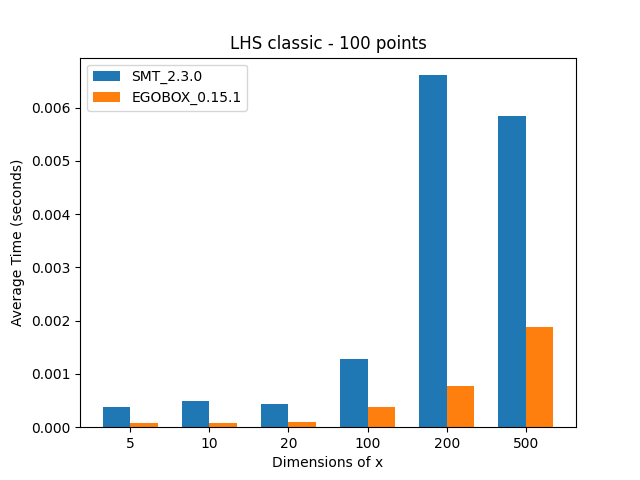 LHS classic - 100 points
SMT_2.3.0
EGOBOX_0.15.1
Average Time (seconds)
0.006
0.005
0.004
0.003
0.002
0.001
0.000
5 10 20 100 200 500
Dimensions of x